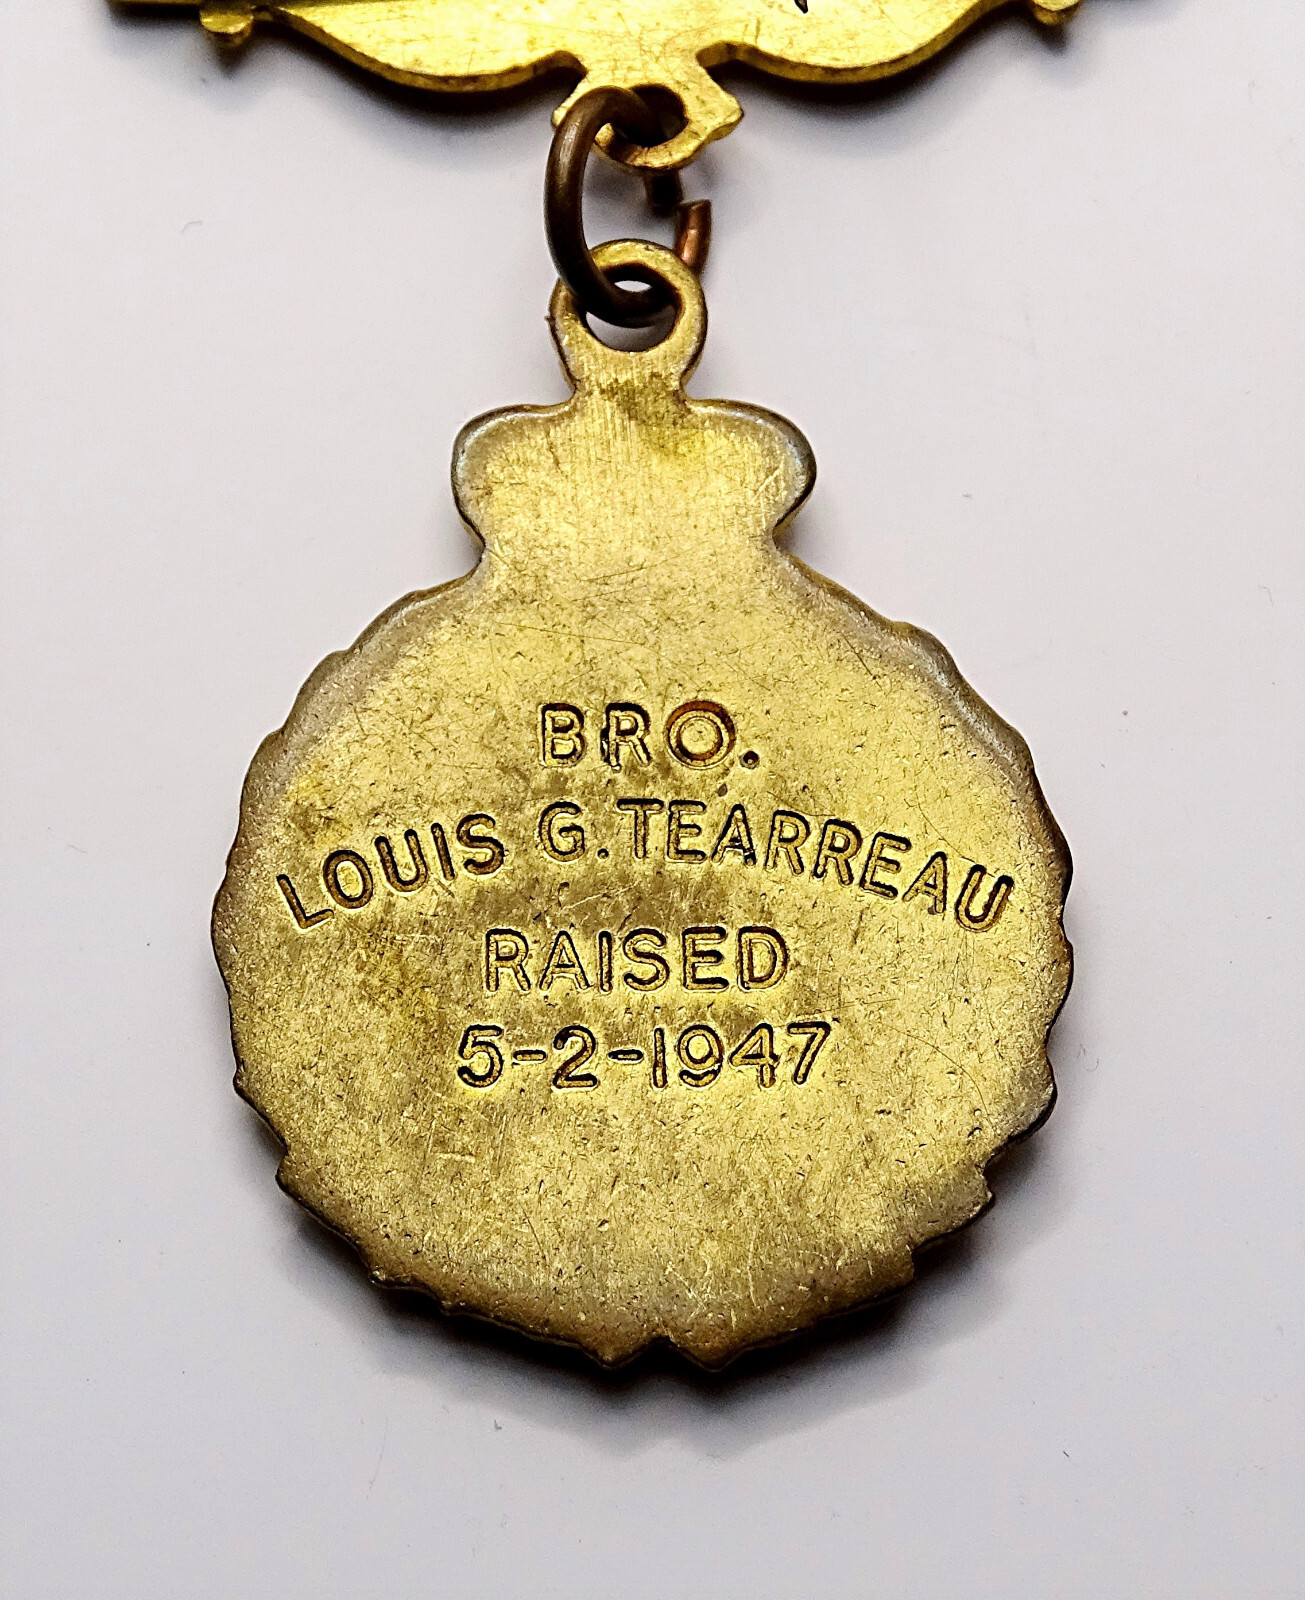 BRO.
LOUIS G. TEARREAU
RAISED
5-2-1947